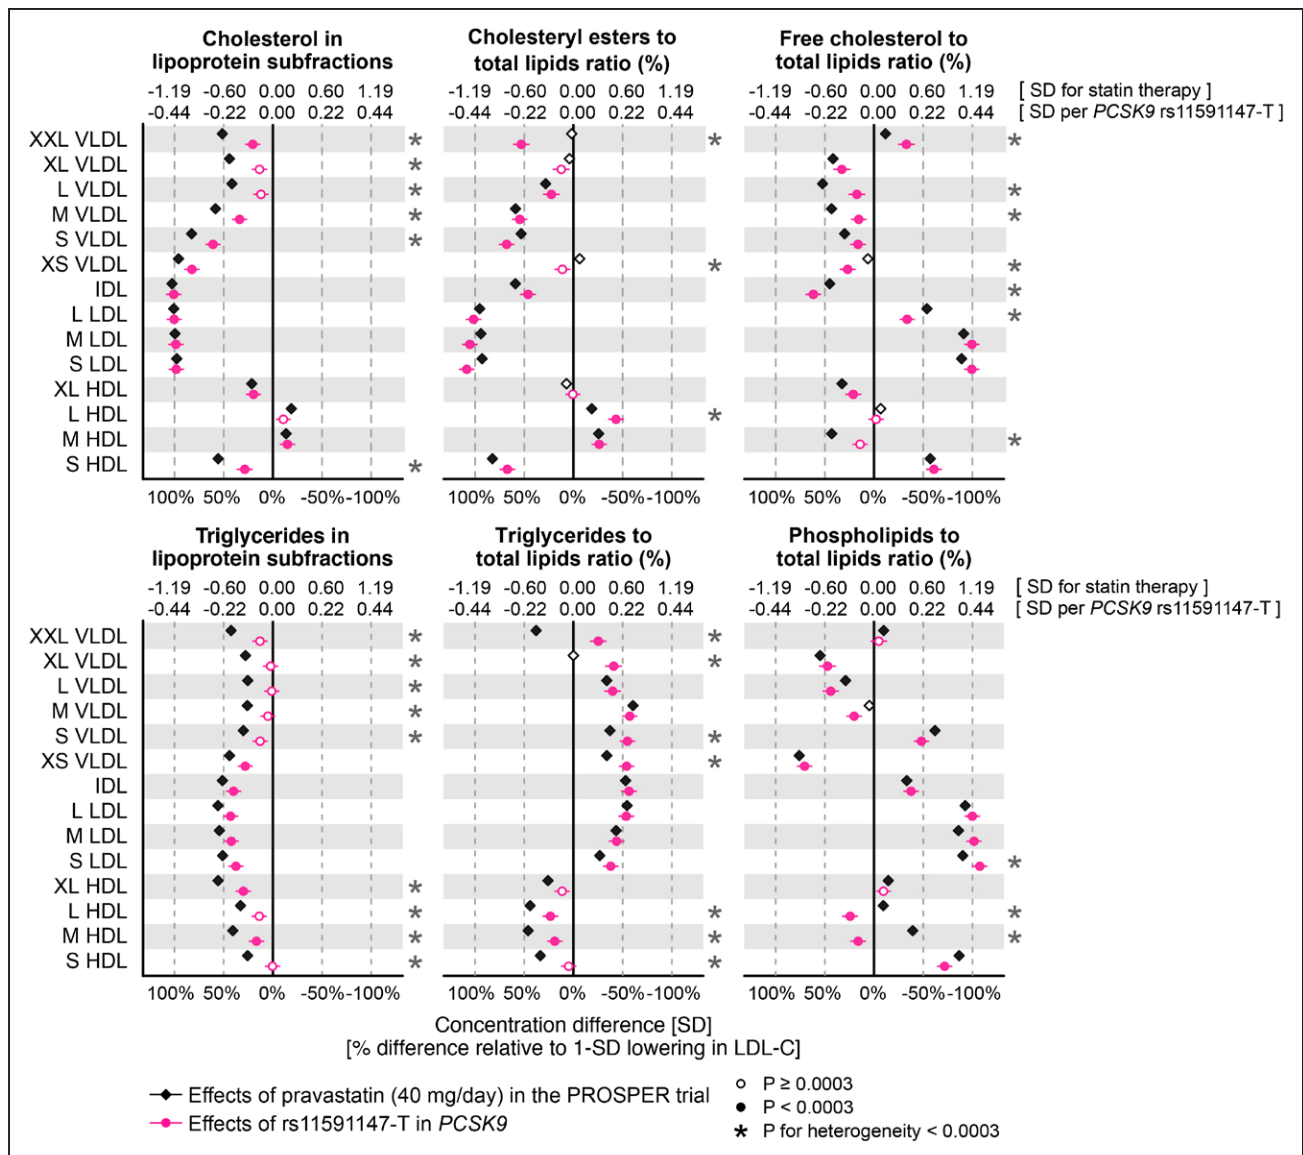 Cholesterol in
lipoprotein subfractions
Cholesteryl esters to
total lipids ratio (%)
Free cholesterol to
total lipids ratio (%)
-1.19 -0.60 0.00 0.60 1.19
-0.44 -0.22 0.00 0.22 0.44
-1.19 -0.60 0.00 0.60 1.19
-0.44 -0.22 0.00 0.22 0.44
-1.19 -0.60 0.00 0.60 1.19
-0.44 -0.22 0.00 0.22 0.44
[ SD for statin therapy ]
[ SD per PCSK9 rs11591147-T ]
XXL VLDL * * *
XL VLDL *
L VLDL * *
M VLDL * *
S VLDL *
XS VLDL * *
IDL *
L LDL *
M LDL
S LDL
XL HDL
L HDL *
M HDL *
S HDL *
100% 50% 0% -50% -100%
100% 50% 0% -50% -100%
100% 50% 0% -50% -100%
Triglycerides in
lipoprotein subfractions
Triglycerides to
total lipids ratio (%)
Phospholipids to
total lipids ratio (%)
-1.19 -0.60 0.00 0.60 1.19
-0.44 -0.22 0.00 0.22 0.44
-1.19 -0.60 0.00 0.60 1.19
-0.44 -0.22 0.00 0.22 0.44
-1.19 -0.60 0.00 0.60 1.19
-0.44 -0.22 0.00 0.22 0.44
[ SD for statin therapy ]
[ SD per PCSK9 rs11591147-T ]
XXL VLDL * *
XL VLDL * *
L VLDL *
M VLDL *
S VLDL * *
XS VLDL *
IDL
L LDL
M LDL
S LDL *
XL HDL *
L HDL * * *
M HDL * * *
S HDL * *
100% 50% 0% -50% -100%
100% 50% 0% -50% -100%
100% 50% 0% -50% -100%
Concentration difference [SD]
[% difference relative to 1-SD lowering in LDL-C]
Effects of pravastatin (40 mg/day) in the PROSPER trial
Effects of rs11591147-T in PCSK9
P ≥ 0.0003
P < 0.0003
* P for heterogeneity < 0.0003